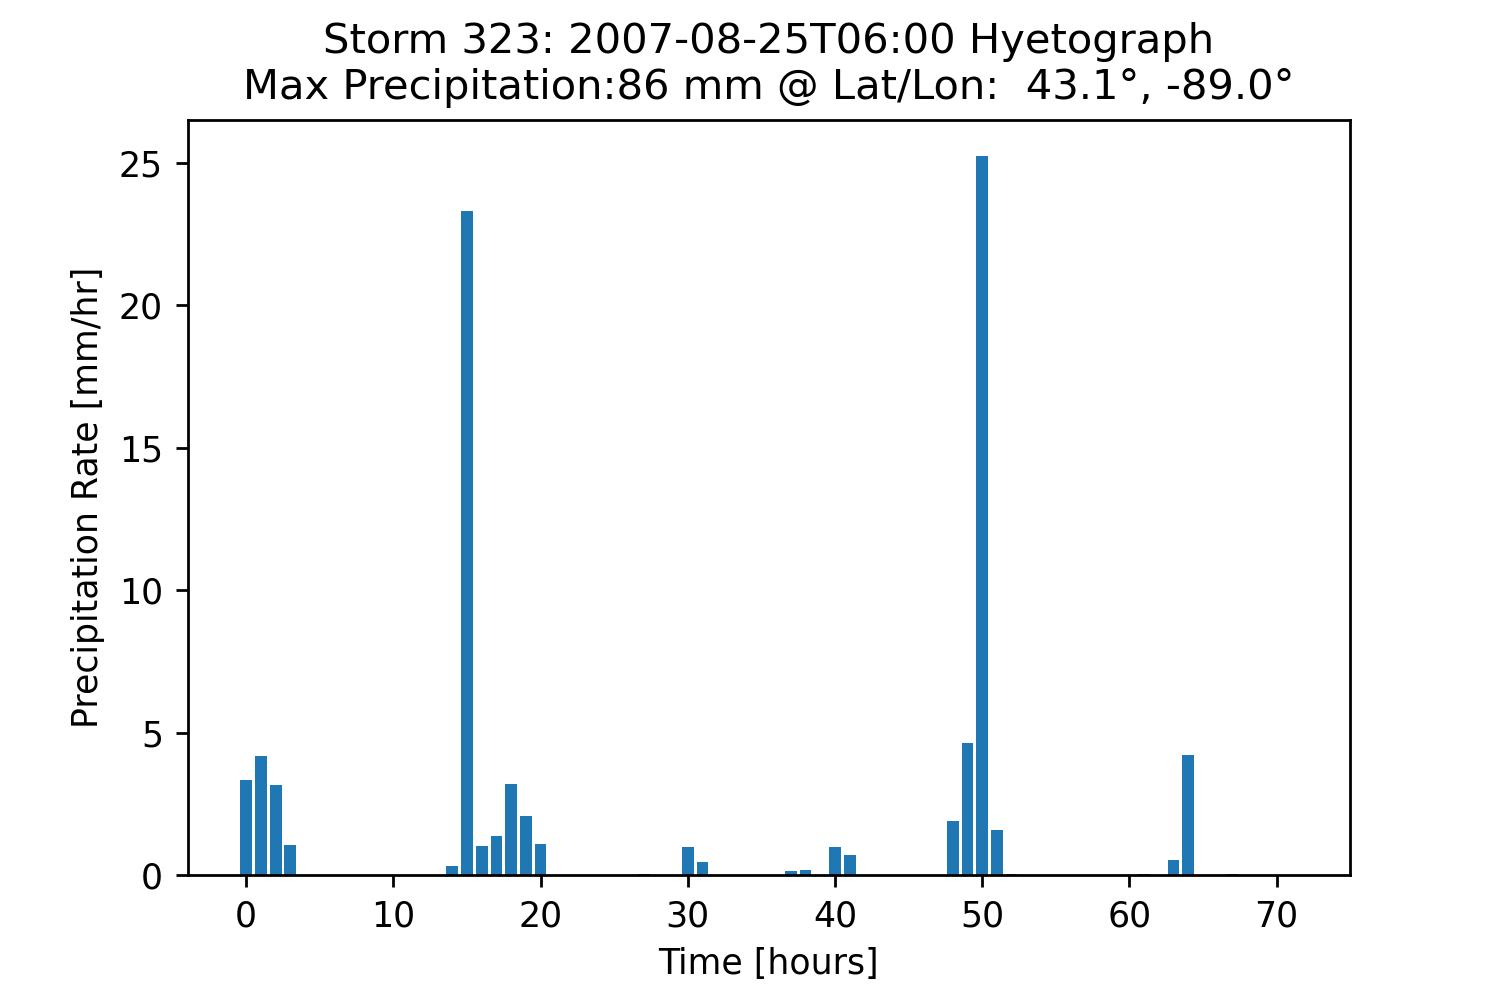 Storm 323: 2007-08-25T06:00 Hyetograph
Max Precipitation:86 mm @ Lat/Lon:  43.1°, -89.0°
25
20
15
10
5
0
Precipitation Rate [mm/hr]
0 10 20 30 40 50 60 70
Time [hours]